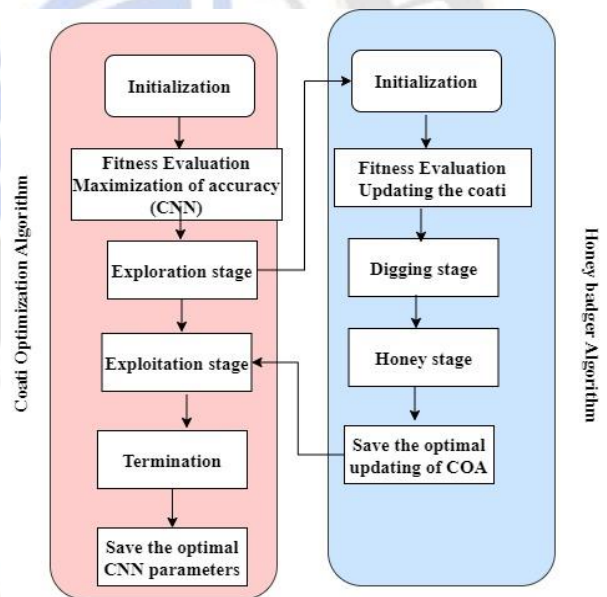 Coati Optimization Algorithm
Initialization
Fitness Evaluation
Maximization of accuracy
(CNN)
Exploration stage
Exploitation stage
Termination
Save the optimal
CNN parameters
Initialization
Fitness Evaluation
Updating the coati
Digging stage
Honey stage
Save the optimal
updating of COA
Honey badger Algorithm